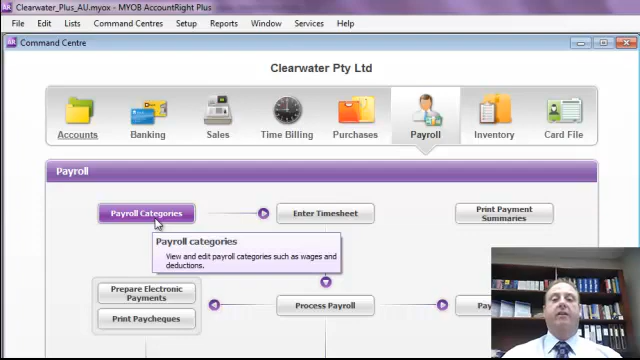 Clearwater_Plus_AU.myox - MYOB AccountRight Plus
File Edit Lists Command Centres Setup Sales Reports Window Services Help
Command Centre
Clearwater Pty Ltd
Accounts Banking Sales Time Billing Purchases Payroll Inventory Card File
Payroll
Payroll Categories
Enter Timesheet
Print Payment
Summaries
Payroll categories
View and edit payroll categories such as wages and
deductions.
Prepare Electronic
Payments
Process Payroll
Print Paycheques